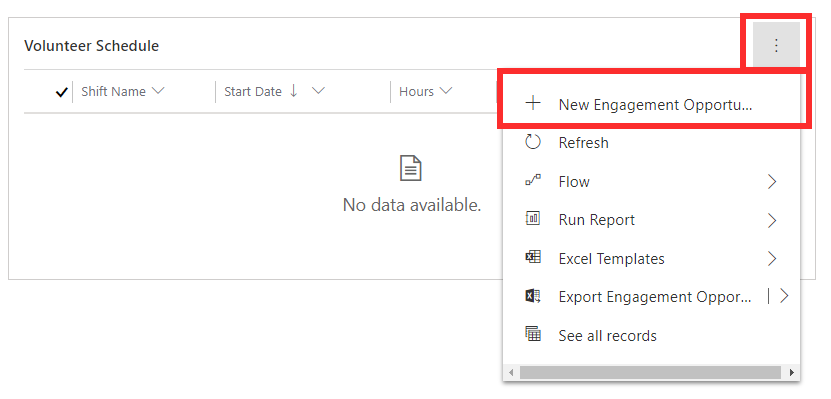 Volunteer Schedule
Shift Name Start Date Hours
New Engagement Opportu...
Refresh
No data available.
Flow
Run Report
Excel Templates
Export Engagement Oppor...
See all records